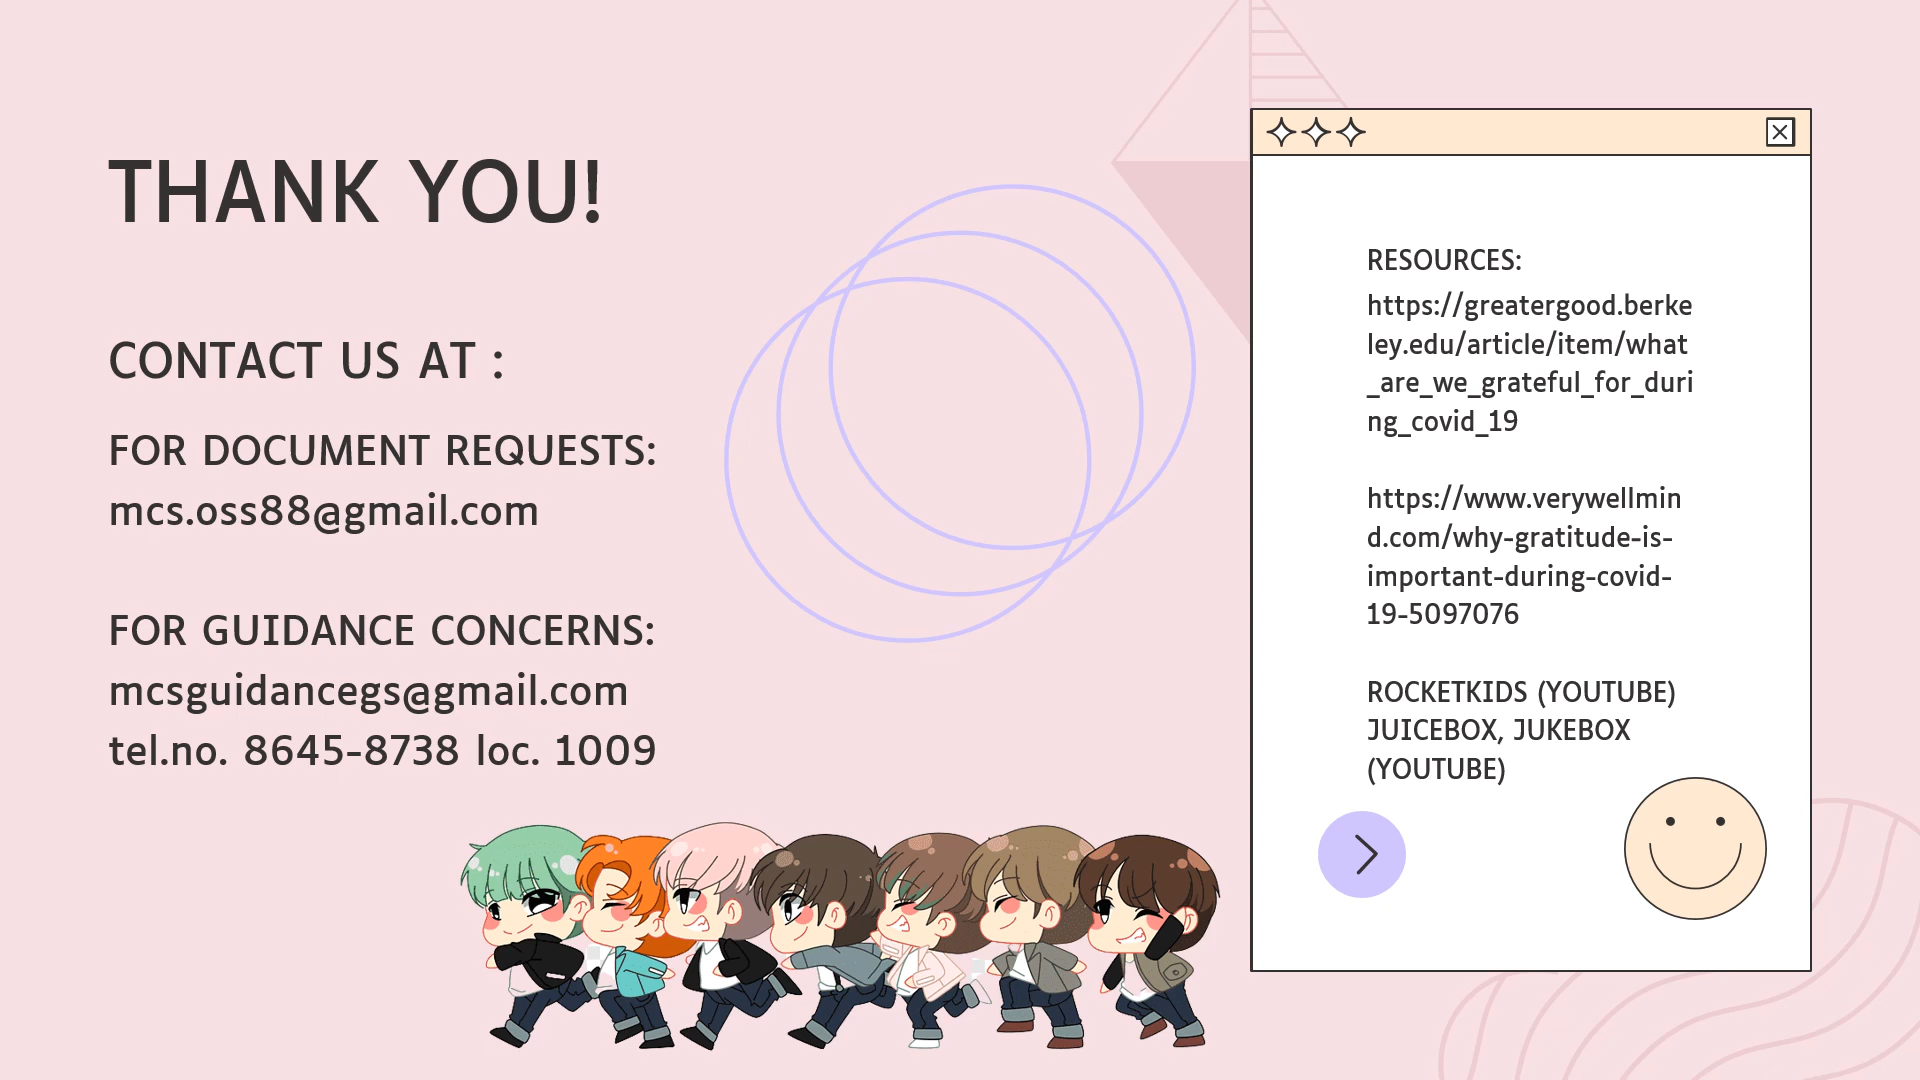 THANK YOU!
CONTACT US AT :
FOR DOCUMENT REQUESTS:
mcs.oss88@gmail.com
FOR GUIDANCE CONCERNS:
mcsguidancegs@gmail.com
tel.no. 8645-8738 loc. 1009
RESOURCES:
https://greatergood.berke
ley.edu/article/item/what
_are_we_grateful_for_duri
ng_covid_19
https://www.verywellmin
d.com/why-gratitude-is-
important-during-covid-
19-5097076
ROCKETKIDS (YOUTUBE)
JUICEBOX, JUKEBOX
(YOUTUBE)